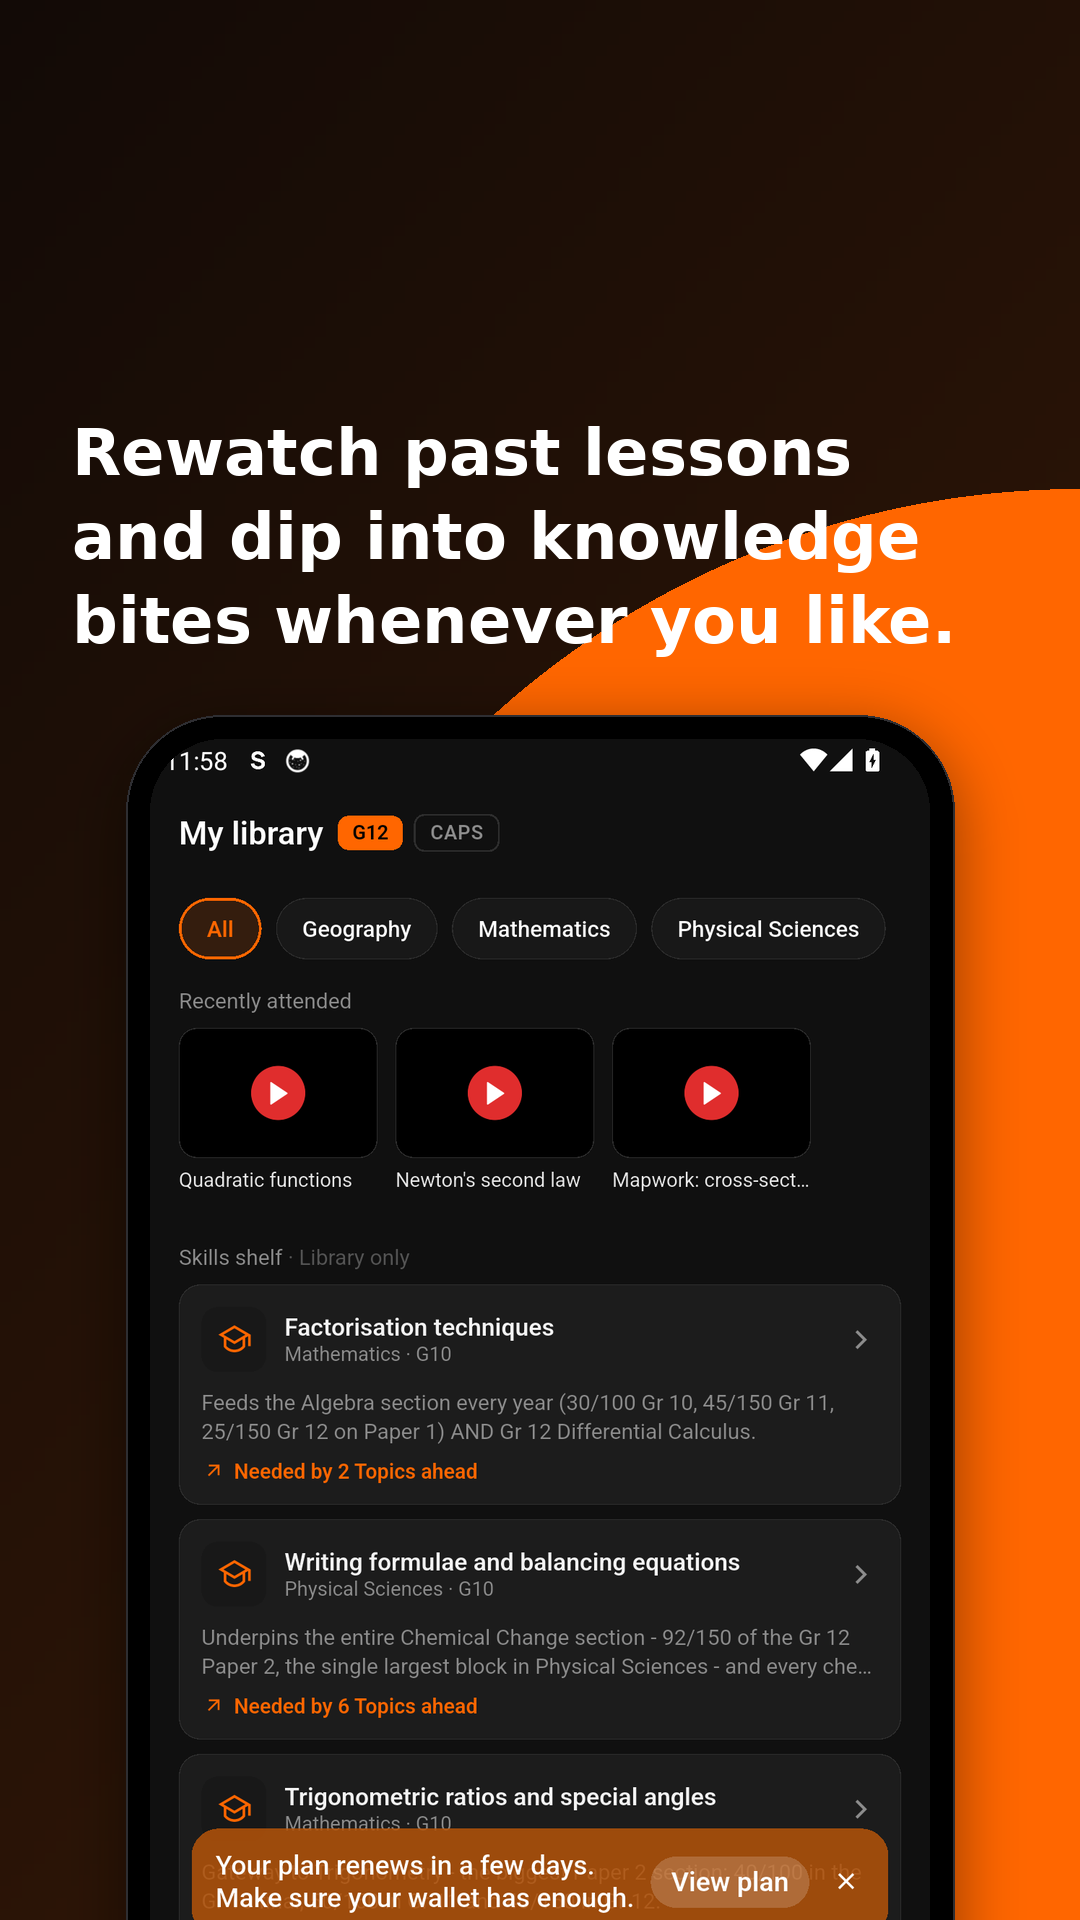 Rewatch past lessons
and dip into knowledge
bites whenever you like.
11:58 S
My library G12 CAPS
All Geography Mathematics Physical Sciences
Recently attended
Quadratic functions Newton's second law Mapwork: cross-sect…
Skills shelf · Library only
Factorisation techniques
Mathematics · G10
Feeds the Algebra section every year (30/100 Gr 10, 45/150 Gr 11,
25/150 Gr 12 on Paper 1) AND Gr 12 Differential Calculus.
Needed by 2 Topics ahead
Writing formulae and balancing equations
Physical Sciences · G10
Underpins the entire Chemical Change section - 92/150 of the Gr 12
Paper 2, the single largest block in Physical Sciences - and every che…
Needed by 6 Topics ahead
Trigonometric ratios and special angles
Mathematics · G10
Your plan renews in a few days.
Make sure your wallet has enough.
View plan